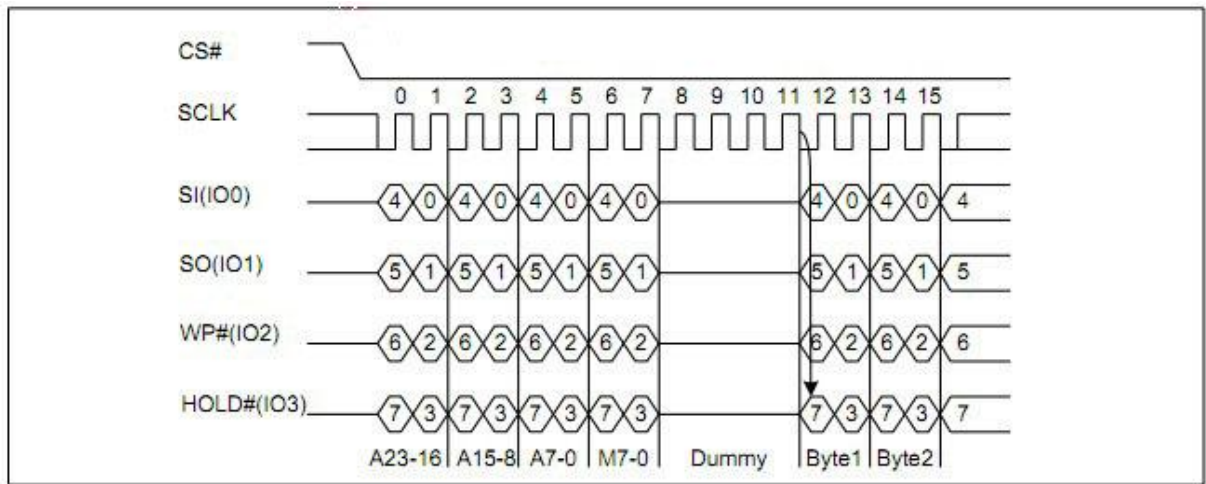 CS#
0 1 2 3 4 5 6 7 8 9 10 11 12 13 14 15
SCLK
SI(IO0) 4 0 4 0 4 0 4 0 4 0 4 0 4
SO(IO1) 5 1 5 1 5 1 5 1 5 1 5 1 5
WP#(IO2) 6 2 6 2 6 2 6 2 6 2 6 2 6
HOLD#(IO3) 7 3 7 3 7 3 7 3 7 3 7 3 7
A23-16 A15-8 A7-0 M7-0 Dummy Byte1 Byte2